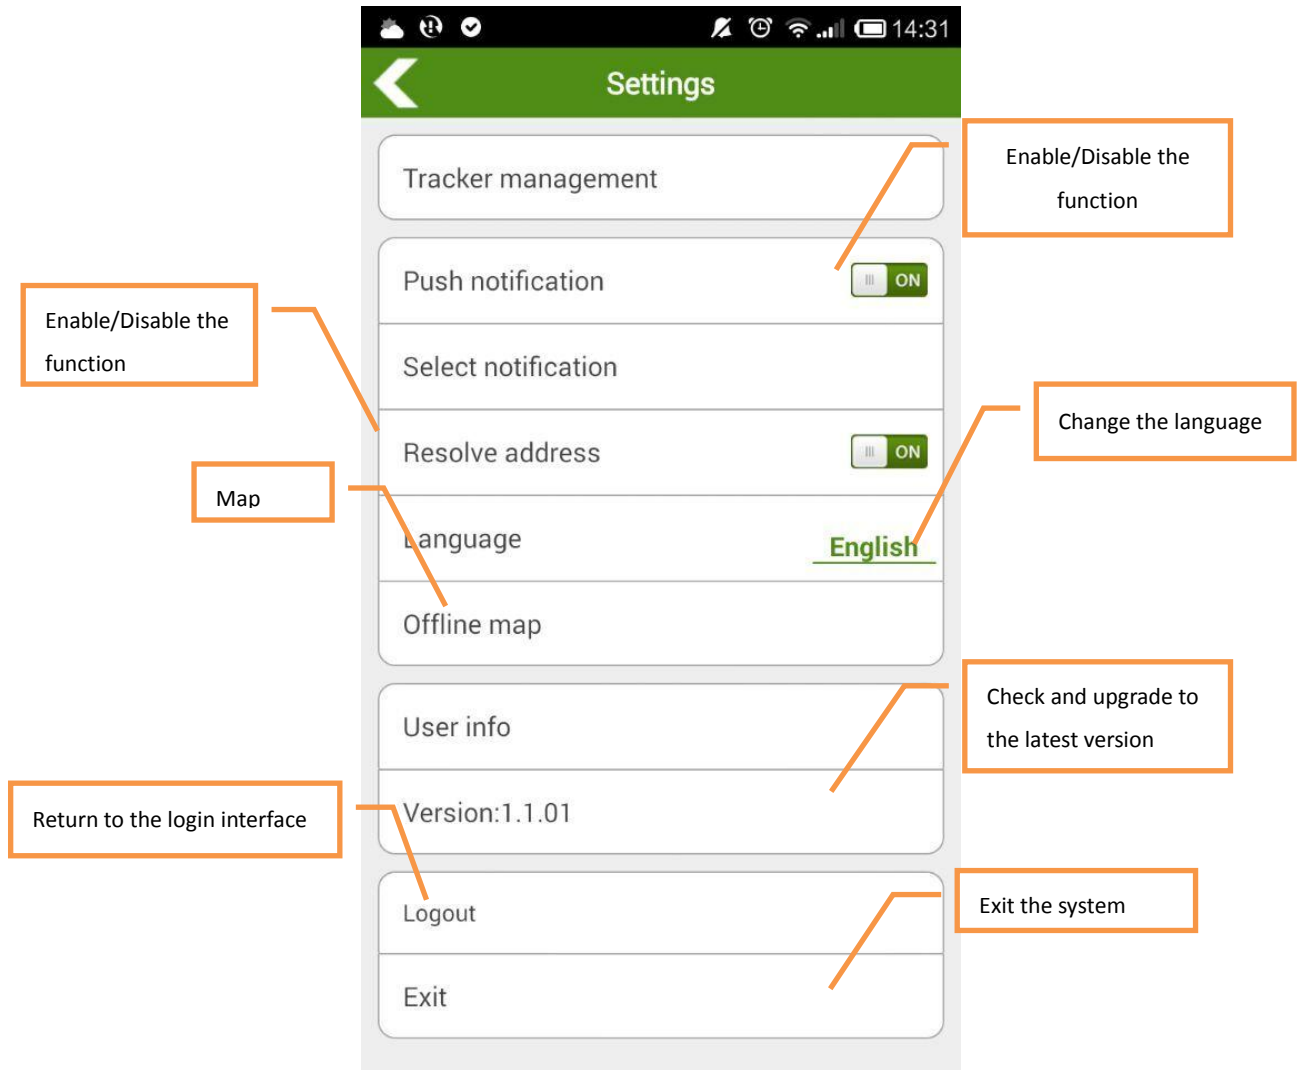 14:31
Settings
Enable/Disable the
function
Tracker management
Push notification
ON
Enable/Disable the
function
Select notification
Change the language
Resolve address
ON
Map
Language
English
Offline map
Check and upgrade to
the latest version
User info
Version:1.1.01
Return to the login interface
Logout
Exit the system
Exit